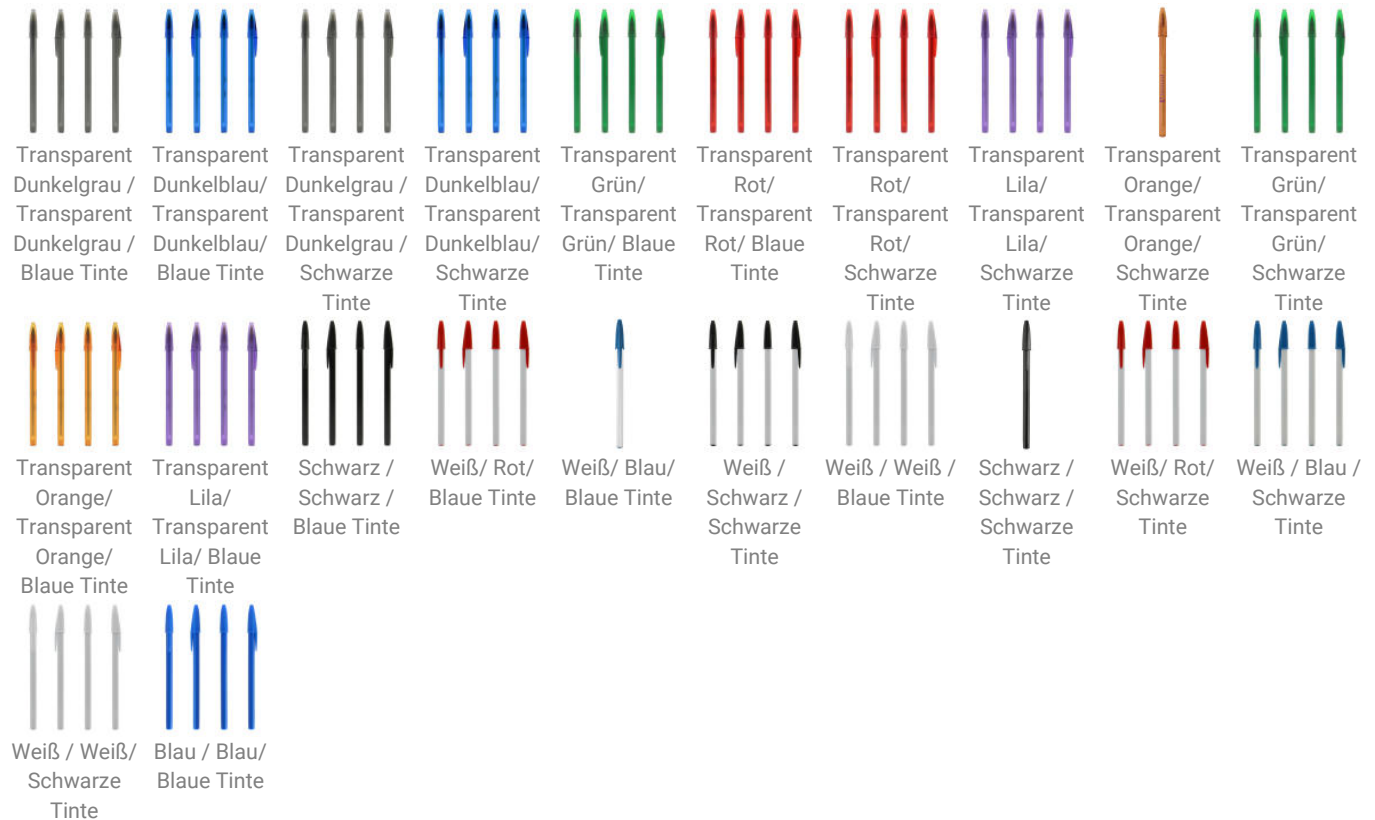 Transparent
Dunkelgrau /
Transparent
Dunkelgrau /
Blaue Tinte
Transparent
Dunkelblau/
Transparent
Dunkelblau/
Blaue Tinte
Transparent
Dunkelgrau /
Transparent
Dunkelgrau /
Schwarze
Tinte
Transparent
Dunkelblau/
Transparent
Dunkelblau/
Schwarze
Tinte
Transparent
Grün/
Transparent
Grün/ Blaue
Tinte
Transparent
Rot/
Transparent
Rot/ Blaue
Tinte
Transparent
Rot/
Transparent
Rot/
Schwarze
Tinte
Transparent
Lila/
Transparent
Lila/
Schwarze
Tinte
Transparent
Orange/
Transparent
Orange/
Schwarze
Tinte
Transparent
Grün/
Transparent
Grün/
Schwarze
Tinte
Transparent
Orange/
Transparent
Orange/
Blaue Tinte
Transparent
Lila/
Transparent
Lila/ Blaue
Tinte
Schwarz /
Schwarz /
Blaue Tinte
Weiß/ Rot/
Blaue Tinte
Weiß/ Blau/
Blaue Tinte
Weiß /
Schwarz /
Schwarze
Tinte
Weiß / Weiß /
Blaue Tinte
Schwarz /
Schwarz /
Schwarze
Tinte
Weiß/ Rot/
Schwarze
Tinte
Weiß / Blau /
Schwarze
Tinte
Weiß / Weiß/
Schwarze
Tinte
Blau / Blau/
Blaue Tinte